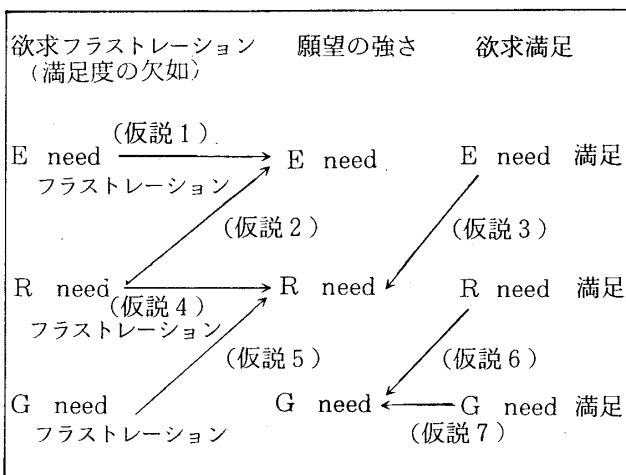 欲求フラストレーション 願望の強さ 欲求満足
(満足度の欠如)
(仮説1)
E need E need E need 満足
フラストレーション
(仮説2) (仮説3)
R need R need R need 満足
(仮説4)
フラストレーション
(仮説5) (仮説6)
G need G need G need 満足
フラストレーション (仮説7)